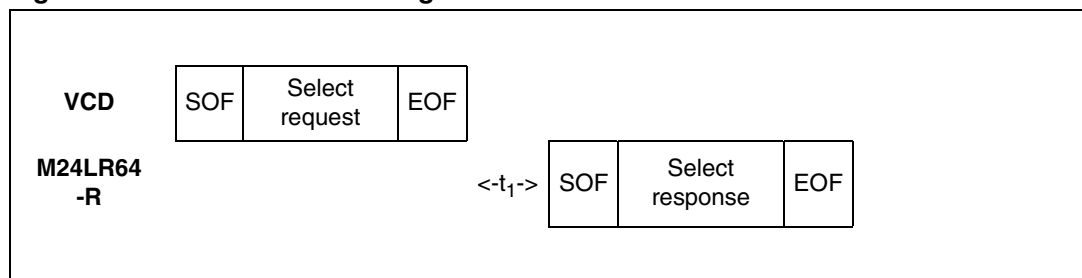 VCD
SOF
Select
request
EOF
M24LR64
-R
<-t1->
SOF
Select
response
EOF